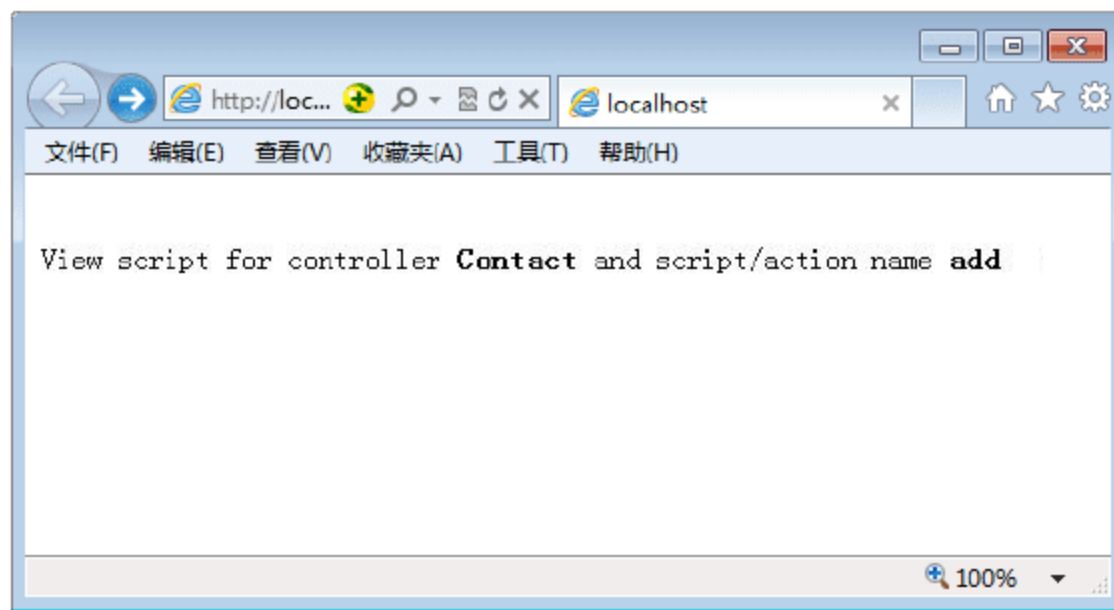 http://loc...
localhost
文件(F) 编辑(E) 查看(V) 收藏夹(A) 工具(T) 帮助(H)
View script for controller Contact and script/action name add
100%